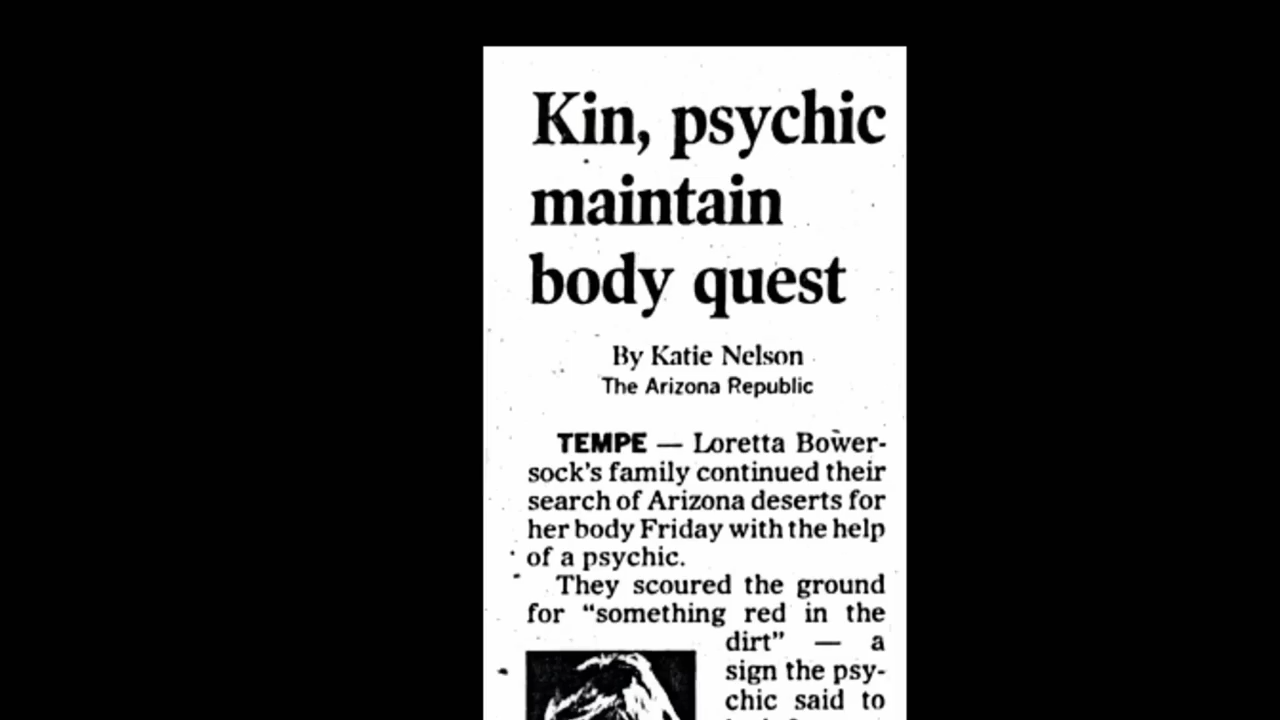 Kin, psychic
maintain
body quest
By Katie Nelson
The Arizona Republic
TEMPE — Loretta Bower-
sock's family continued their
search of Arizona deserts for
her body Friday with the help
of a psychic.
They scoured the ground
for “something red in the
dirt” — a
sign the psy-
chic said to